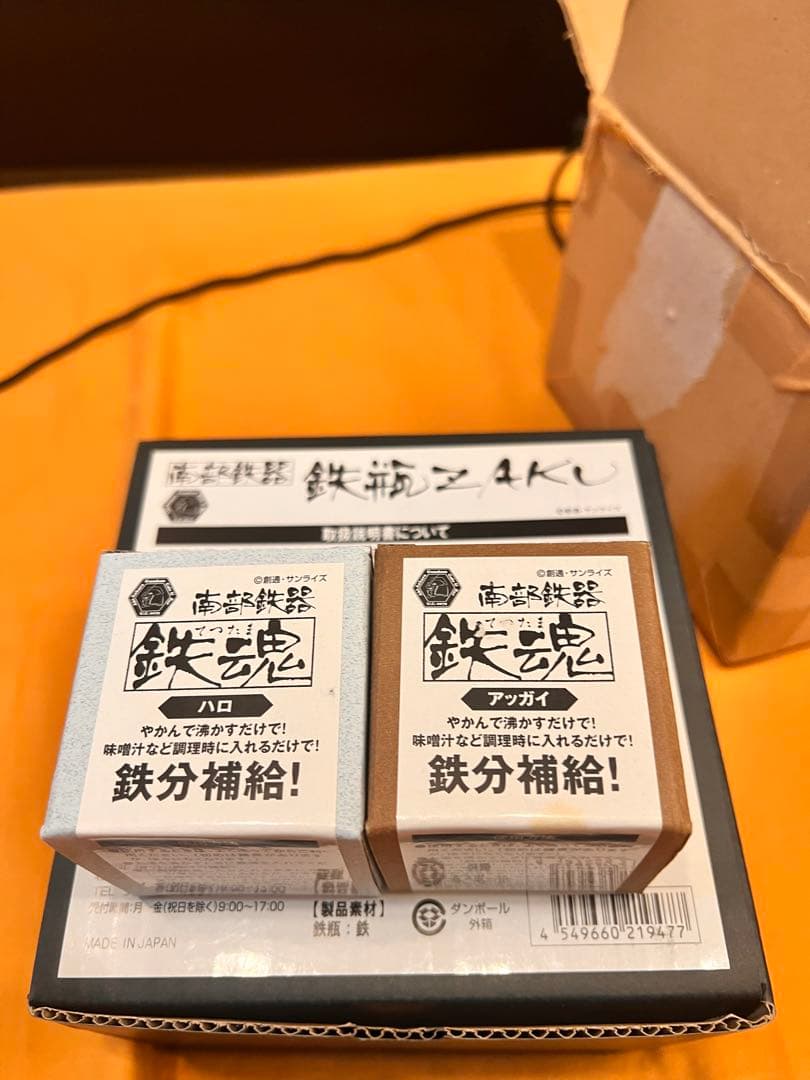 南部鉄器 鉄瓶ZAKU
©創通・サンライズ
取扱説明書について
©創通・サンライズ
南部鉄器
てつたま
鉄魂
ハロ
やかんで沸かすだけで!
味噌汁など調理時に入れるだけで!
鉄分補給!
©創通・サンライズ
南部鉄器
てつたま
鉄魂
アッガイ
やかんで沸かすだけで!
味噌汁など調理時に入れるだけで!
鉄分補給!
TEL
受付時間:月 金(祝日を除く)9:00~17:00
MADE IN JAPAN
【製品素材】
鉄瓶:鉄
ダンボール
外箱
4 549660 219477